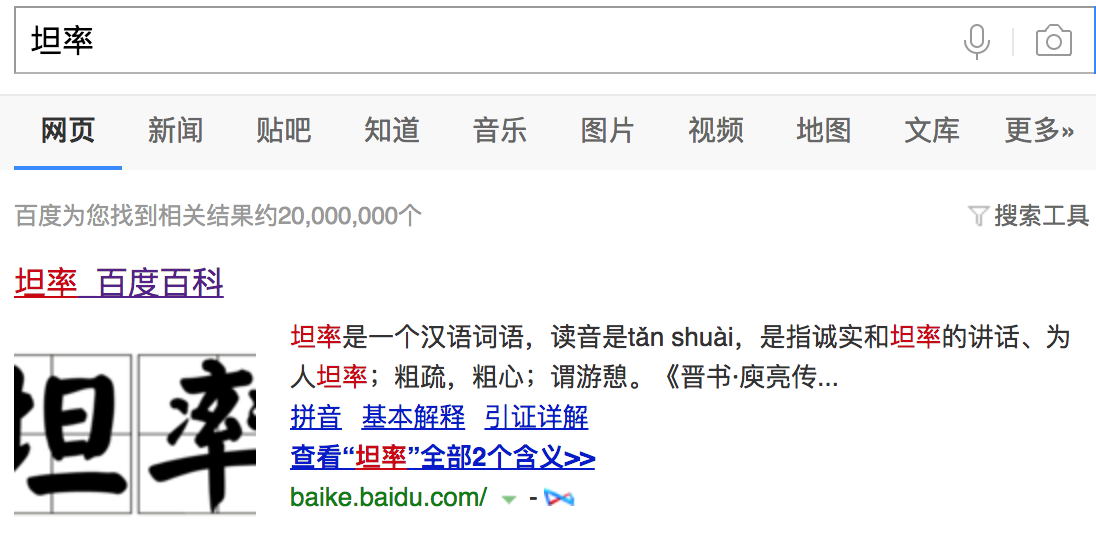 坦率
网页 新闻 贴吧 知道 音乐 图片 视频 地图 文库 更多»
百度为您找到相关结果约20,000,000个 搜索工具
坦率_百度百科
坦率
坦率是一个汉语词语，读音是tǎn shuài，是指诚实和坦率的讲话、为
人坦率；粗疏，粗心；谓游憩。《晋书·庾亮传...
拼音 基本解释 引证详解
查看“坦率”全部2个含义>>
baike.baidu.com/ -